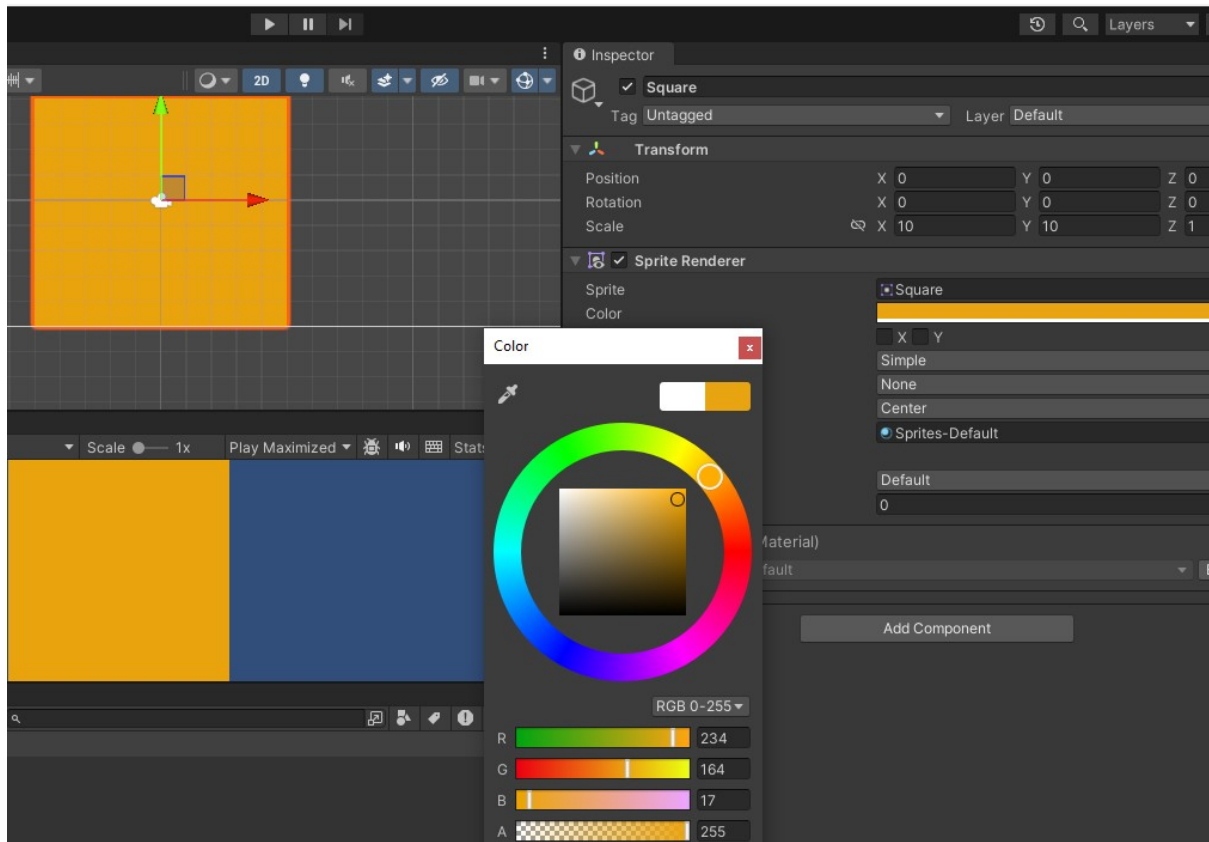 Layers
Inspector
2D
Square
Tag Untagged Layer Default
Transform
Position X 0 Y 0 Z 0
Rotation X 0 Y 0 Z 0
Scale X 10 Y 10 Z 1
Sprite Renderer
Sprite Square
Color
X Y
Simple
None
Center
Sprites-Default
Default
0
Material)
fault
Add Component
Scale 1x Play Maximized Stats
Color
x
RGB 0-255
R 234
G 164
B 17
A 255